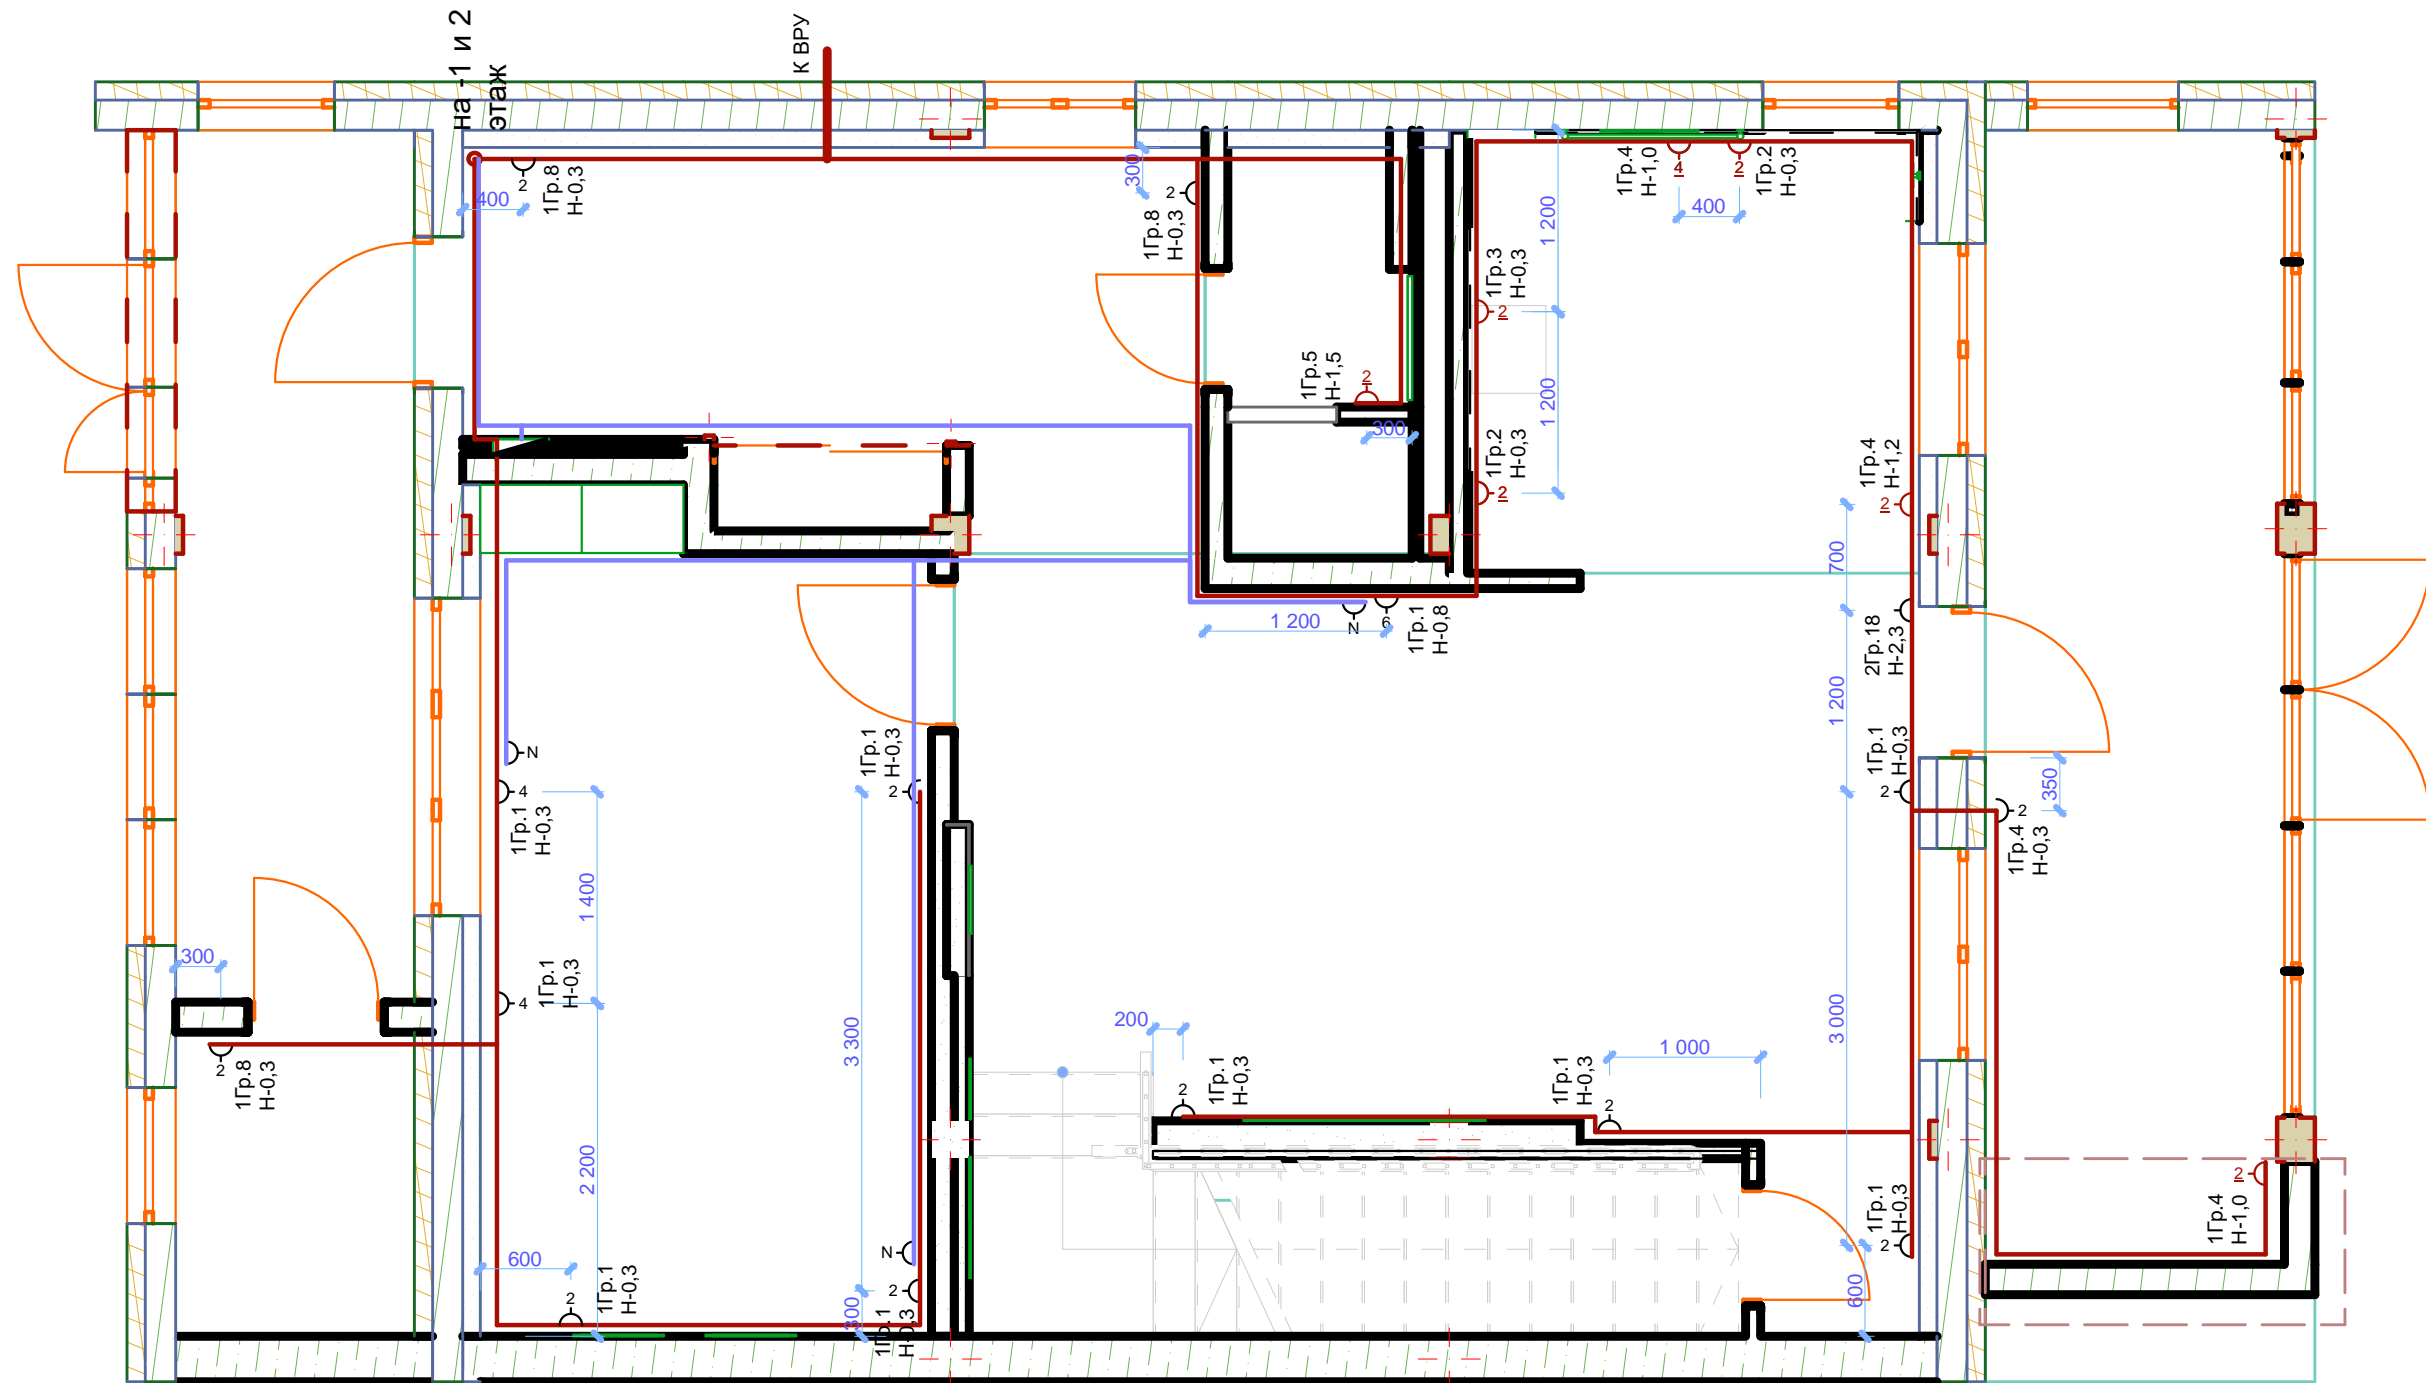 на -1 и 2
этаж
К ВРУ
2
1Гр.8
Н-0,3
400
300
2
1Гр.8
Н-0,3
1Гр.4
Н-1,0
4
2
1Гр.2
Н-0,3
400
1 200
1Гр.3
Н-0,3
2
1 200
1Гр.5
Н-1,5
2
300
1Гр.2
Н-0,3
2
1Гр.4
Н-1,2
2
700
1 200
N
6
1Гр.1
Н-0,8
2Гр.18
Н-2,3
1 200
N
4
1Гр.1
Н-0,3
1Гр.1
Н-0,3
2
1Гр.1
Н-0,3
2
350
2
1Гр.4
Н-0,3
1 400
300
4
1Гр.1
Н-0,3
3 300
200
1 000
3 000
2
1Гр.8
Н-0,3
2
1Гр.1
Н-0,3
1Гр.1
Н-0,3
2
2 200
600
2
1Гр.1
Н-0,3
N
2
300
1Гр.1
Н-0,3
1Гр.1
Н-0,3
2
600
2
1Гр.4
Н-1,0